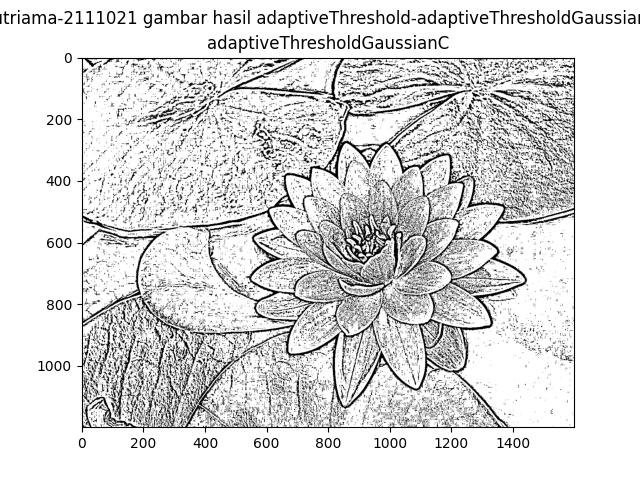 utriama-2111021 gambar hasil adaptiveThreshold-adaptiveThresholdGaussian
adaptiveThresholdGaussianC
0
200
400
600
800
1000
0 200 400 600 800 1000 1200 1400